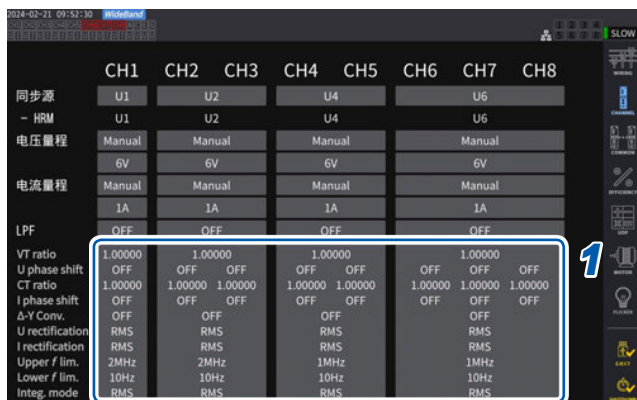 2024-02-21 09:52:30 WideBand
SLOW
CH1 CH2 CH3 CH4 CH5 CH6 CH7 CH8
WIRING
同步源 U1 U2 U4 U6
- HRM U1 U2 U4 U6
CHANNEL
电压量程 Manual Manual Manual Manual
6V 6V 6V 6V
COMMON
电流量程 Manual Manual Manual Manual
EFFICIENCY
1A 1A 1A 1A
LPF OFF OFF OFF OFF
UDF
VT ratio 1.00000 1.00000 1.00000 1.00000
U phase shift OFF OFF OFF OFF OFF OFF OFF OFF
1
MOTOR
CT ratio 1.00000 1.00000 1.00000 1.00000 1.00000 1.00000 1.00000 1.00000
I phase shift OFF OFF OFF OFF OFF OFF OFF OFF
Δ-Y Conv. OFF OFF OFF OFF
FLICKER
U rectification RMS RMS RMS RMS
I rectification RMS RMS RMS RMS
Upper f lim. 2MHz 2MHz 1MHz 1MHz
EJECT
Lower f lim. 10Hz 10Hz 10Hz 10Hz
Integ. mode RMS RMS RMS RMS